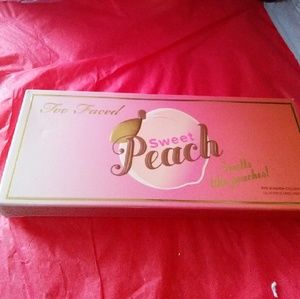 Too Faced
Sweet
Peach
Smells
like peaches!